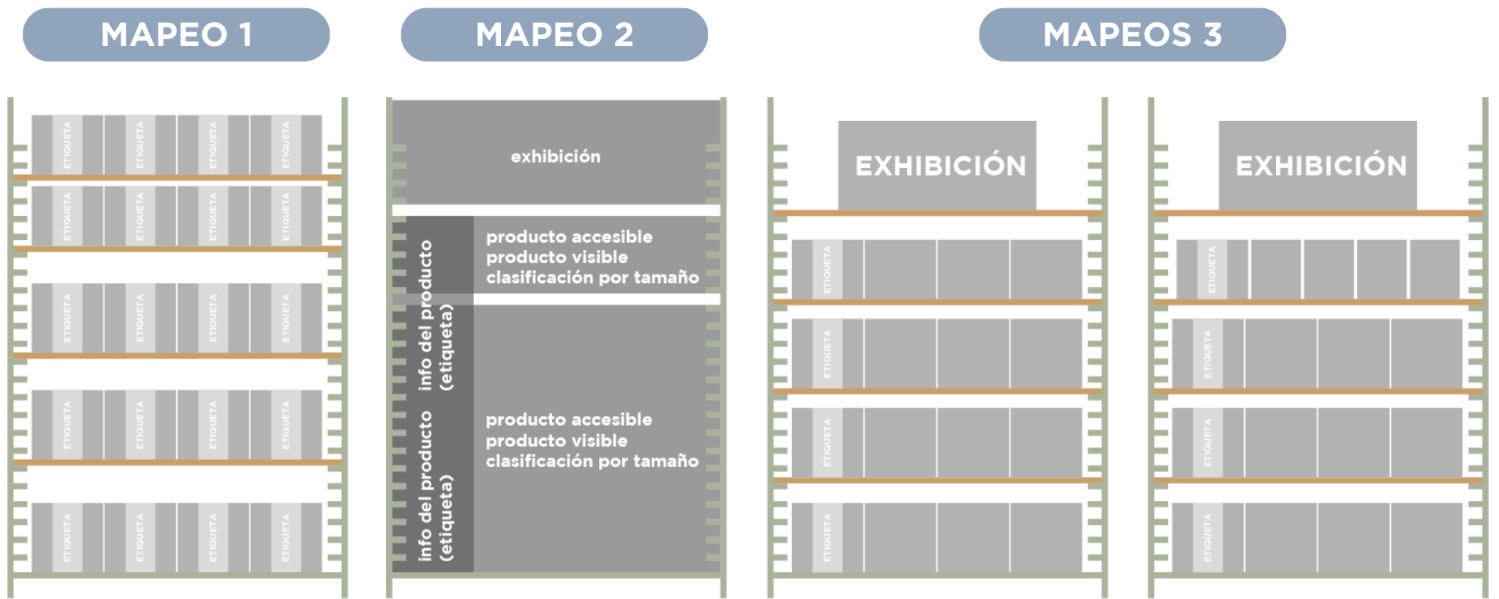 MAPEO 1
MAPEO 2
MAPEOS 3
ETIQUETA ETIQUETA ETIQUETA ETIQUETA
ETIQUETA ETIQUETA ETIQUETA ETIQUETA
ETIQUETA ETIQUETA ETIQUETA ETIQUETA
ETIQUETA ETIQUETA ETIQUETA ETIQUETA
ETIQUETA ETIQUETA ETIQUETA ETIQUETA
exhibición
info del producto
(etiqueta)
producto accesible
producto visible
clasificación por tamaño
info del producto
(etiqueta)
producto accesible
producto visible
clasificación por tamaño
EXHIBICIÓN
ETIQUETA
ETIQUETA
ETIQUETA
ETIQUETA
EXHIBICIÓN
ETIQUETA
ETIQUETA
ETIQUETA
ETIQUETA